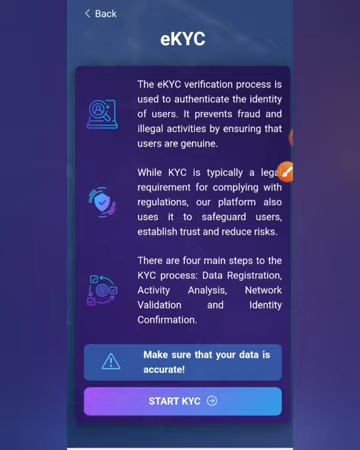 Back
eKYC
The eKYC verification process is
used to authenticate the identity
of users. It prevents fraud and
illegal activities by ensuring that
users are genuine.
While KYC is typically a legal
requirement for complying with
regulations, our platform also
uses it to safeguard users,
establish trust and reduce risks.
There are four main steps to the
KYC process: Data Registration,
Activity Analysis, Network
Validation and Identity
Confirmation.
Make sure that your data is
accurate!
START KYC